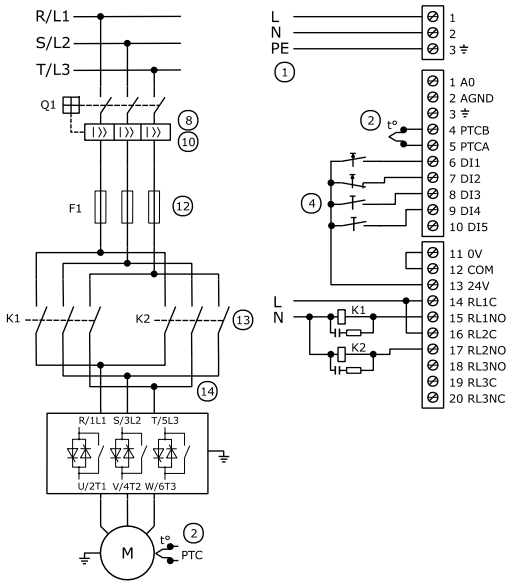 R/L1
S/L2
T/L3
Q1
I>> I>> I>>
8
10
F1
12
K1 K2
13
14
R/1L1 S/3L2 T/5L3
U/2T1 V/4T2 W/6T3
M
t°
2
PTC
L 1
N 2
PE 3
1
1 A0
2 AGND
3
2 t° 4 PTCB
5 PTCA
6 DI1
7 DI2
4 8 DI3
9 DI4
10 DI5
11 0V
12 COM
13 24V
L 14 RL1C
N K1 15 RL1NO
16 RL2C
K2 17 RL2NO
18 RL3NO
19 RL3C
20 RL3NC